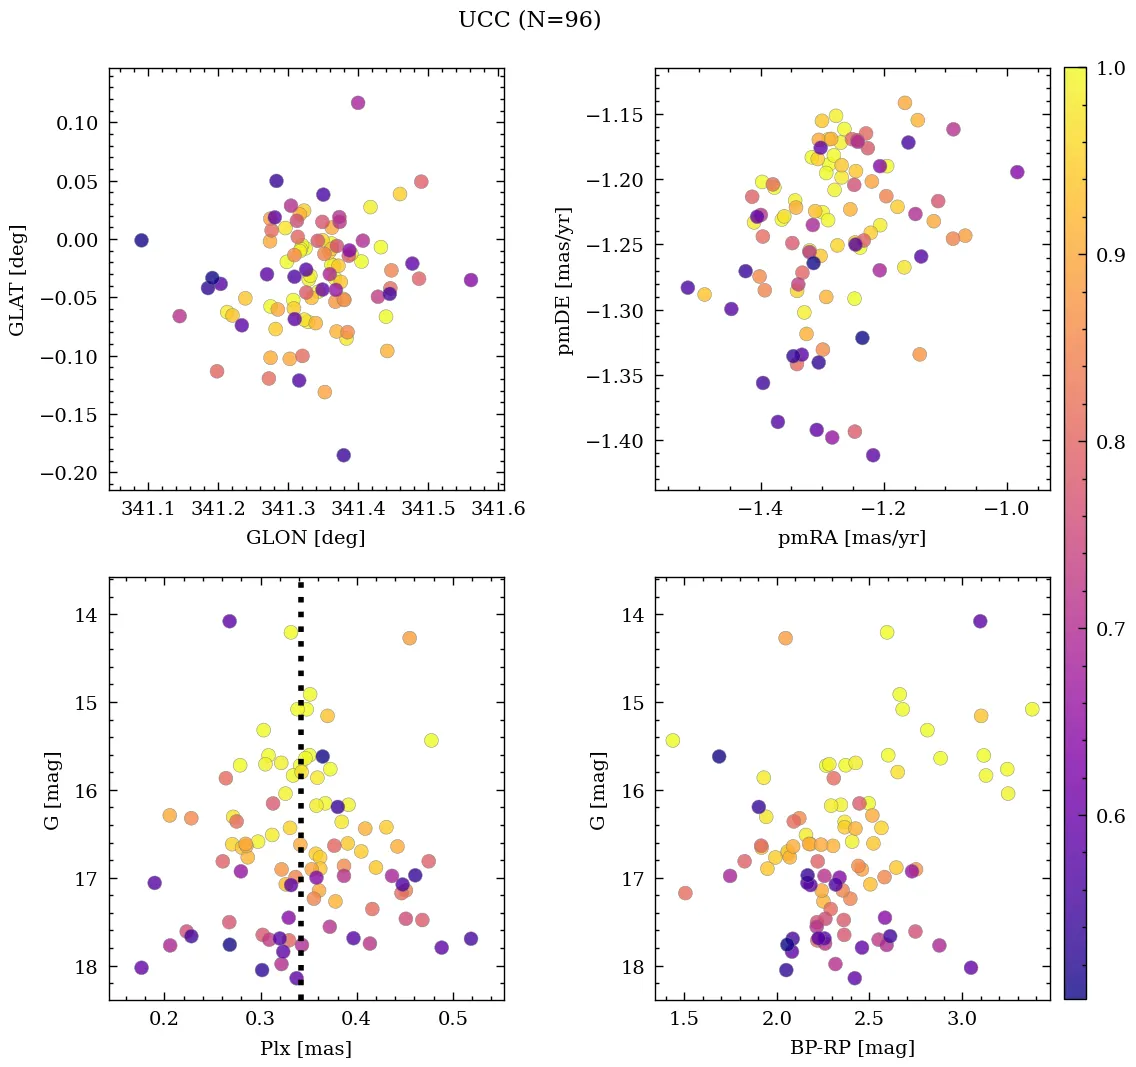 UCC (N=96)
0.10
0.05
0.00
−0.05
−0.10
−0.15
−0.20
GLAT [deg]
341.1 341.2 341.3 341.4 341.5 341.6
GLON [deg]
−1.15
−1.20
−1.25
−1.30
−1.35
−1.40
pmDE [mas/yr]
−1.4 −1.2 −1.0
pmRA [mas/yr]
14
15
16
17
18
G [mag]
0.2 0.3 0.4 0.5
Plx [mas]
14
15
16
17
18
G [mag]
1.5 2.0 2.5 3.0
BP-RP [mag]
1.0
0.9
0.8
0.7
0.6